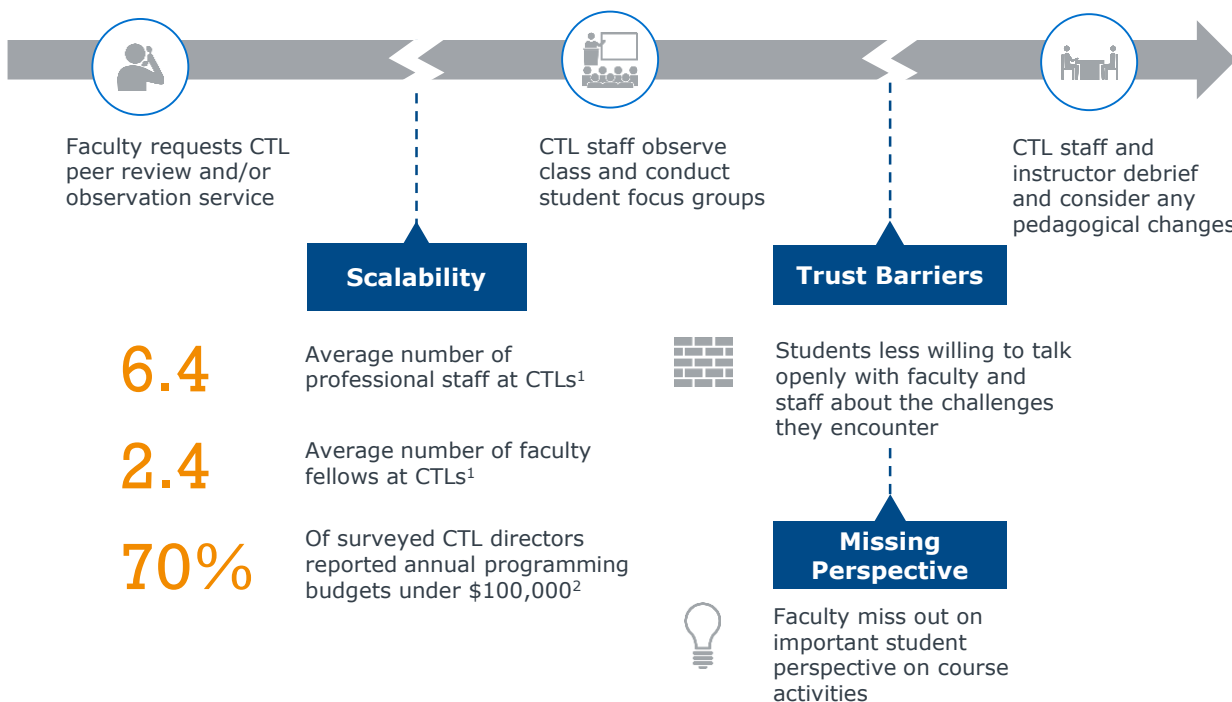 Faculty requests CTL
peer review and/or
observation service
CTL staff observe
class and conduct
student focus groups
CTL staff and
instructor debrief
and consider any
pedagogical changes
Scalability
6.4
Average number of
professional staff at CTLs¹
2.4
Average number of faculty
fellows at CTLs¹
70%
Of surveyed CTL directors
reported annual programming
budgets under $100,000²
Trust Barriers
Students less willing to talk
openly with faculty and
staff about the challenges
they encounter
Missing
Perspective
Faculty miss out on
important student
perspective on course
activities